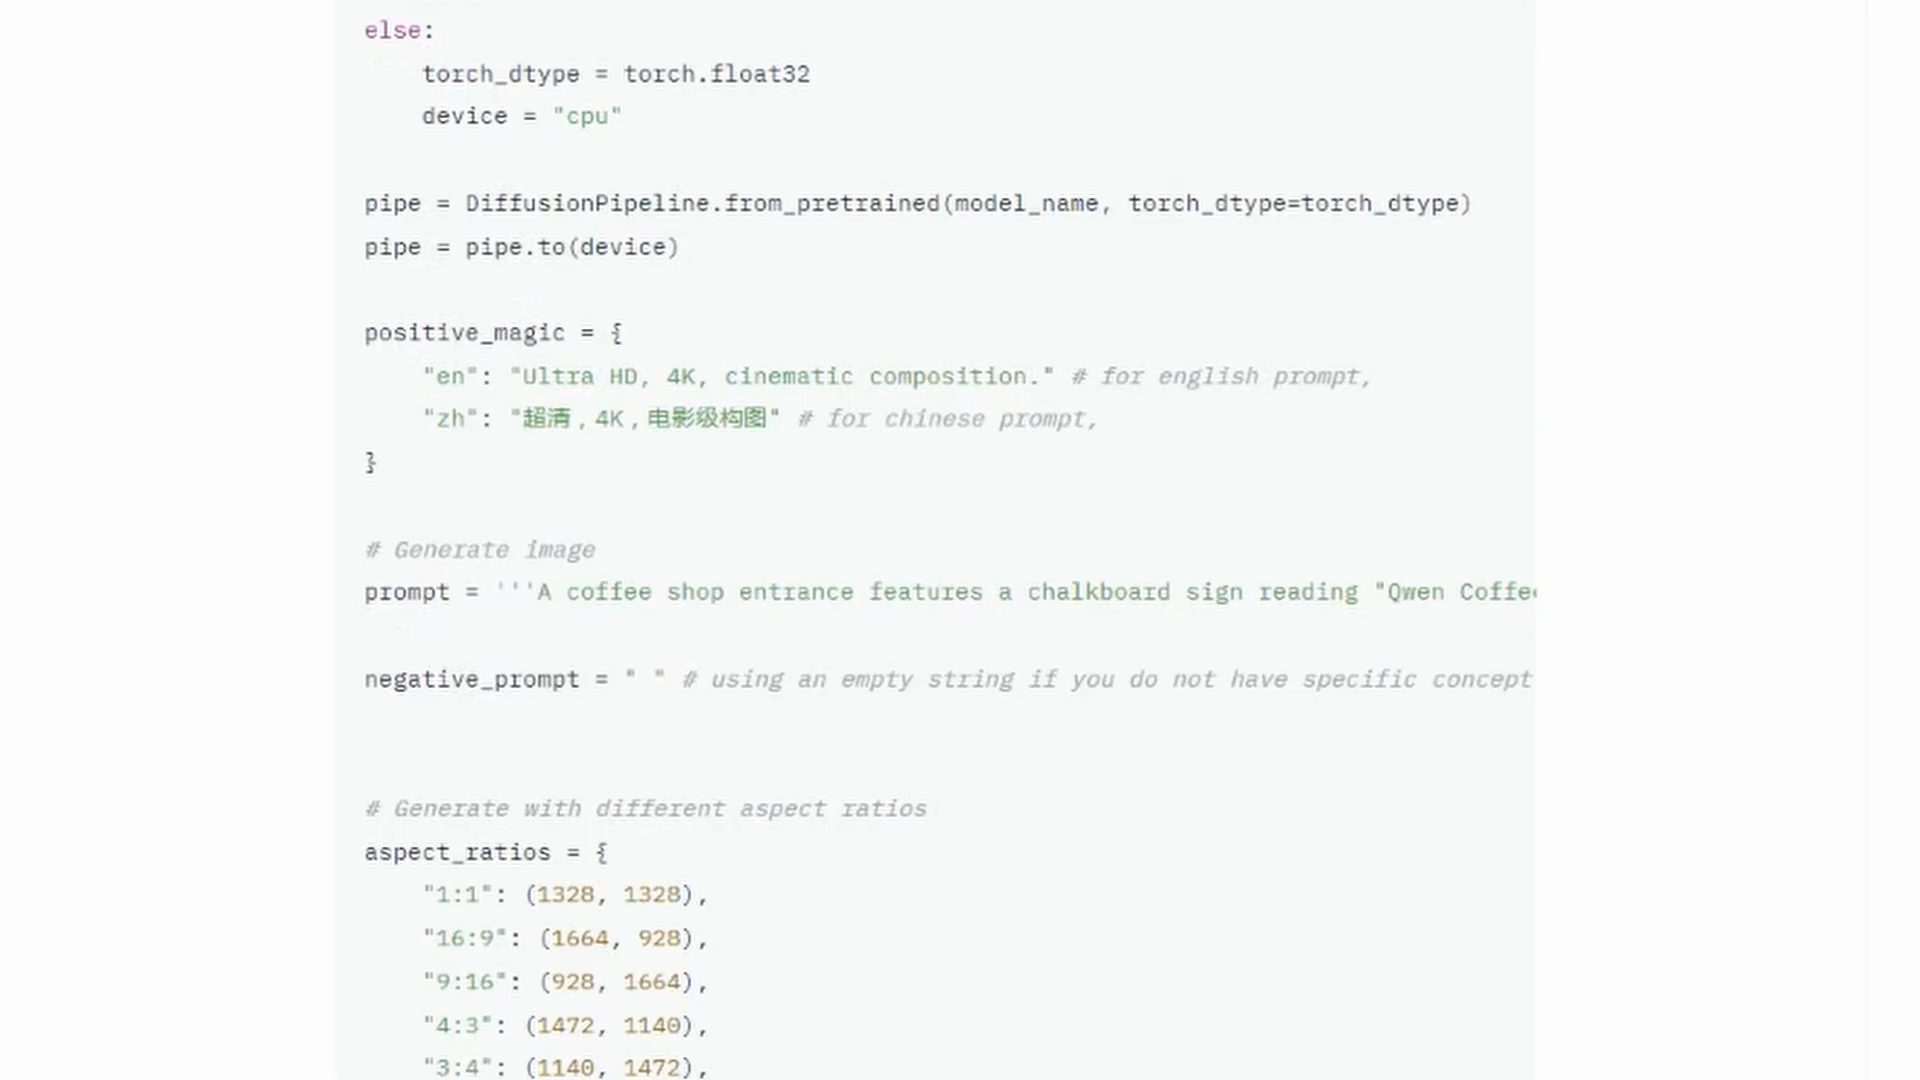 else:
    torch_dtype = torch.float32
    device = "cpu"
pipe = DiffusionPipeline.from_pretrained(model_name, torch_dtype=torch_dtype)
pipe = pipe.to(device)
positive_magic = {
    "en": "Ultra HD, 4K, cinematic composition." # for english prompt,
    "zh": "超清，4K，电影级构图" # for chinese prompt,
}
# Generate image
prompt = '''A coffee shop entrance features a chalkboard sign reading "Qwen Coffe
negative_prompt = " " # using an empty string if you do not have specific concept
# Generate with different aspect ratios
aspect_ratios = {
    "1:1": (1328, 1328),
    "16:9": (1664, 928),
    "9:16": (928, 1664),
    "4:3": (1472, 1140),
    "3:4": (1140, 1472),